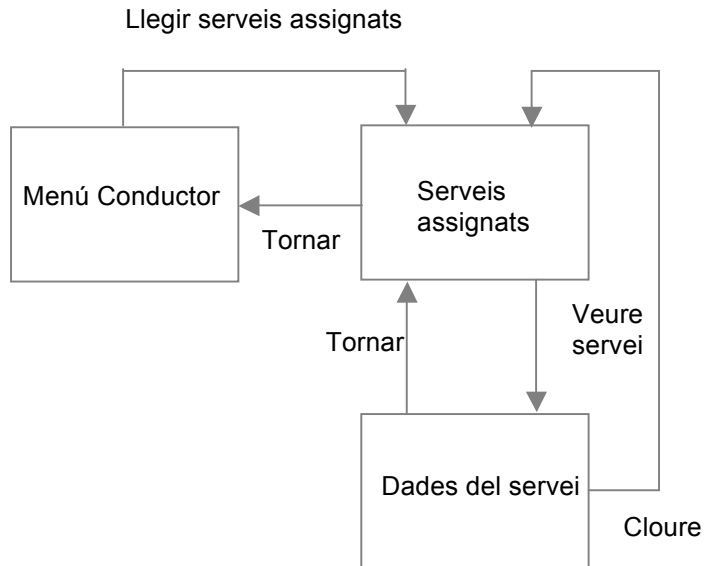 Llegir serveis assignats
Menú Conductor
Serveis
assignats
Tornar
Tornar
Veure
servei
Dades del servei
Cloure